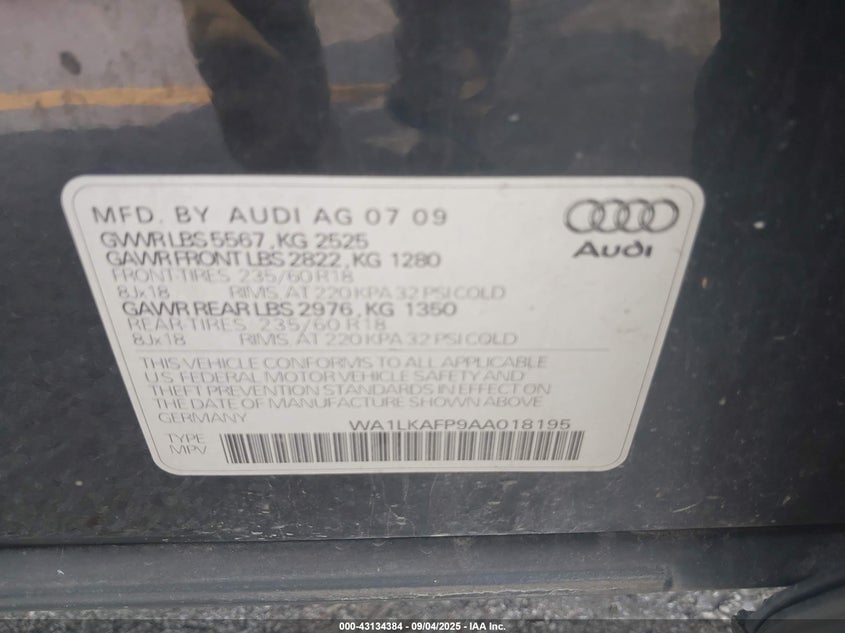 MFD. BY AUDI AG 07 09
GVWR LBS 5567, KG 2525
GAWR FRONT LBS 2822, KG 1280
FRONT-TIRES 235/60 R18
8Jx18 RIMS, AT 220 KPA 32 PSI COLD
GAWR REAR LBS 2976, KG 1350
REAR-TIRES 235/60 R18
8Jx18 RIMS, AT 220 KPA 32 PSI COLD
THIS VEHICLE CONFORMS TO ALL APPLICABLE
U.S. FEDERAL MOTOR VEHICLE SAFETY AND
THEFT PREVENTION STANDARDS IN EFFECT ON
THE DATE OF MANUFACTURE SHOWN ABOVE
GERMANY
WA1LKAFP9AA018195
TYPE
MPV
Audi
000-43134384 - 09/04/2025 - IAA Inc.